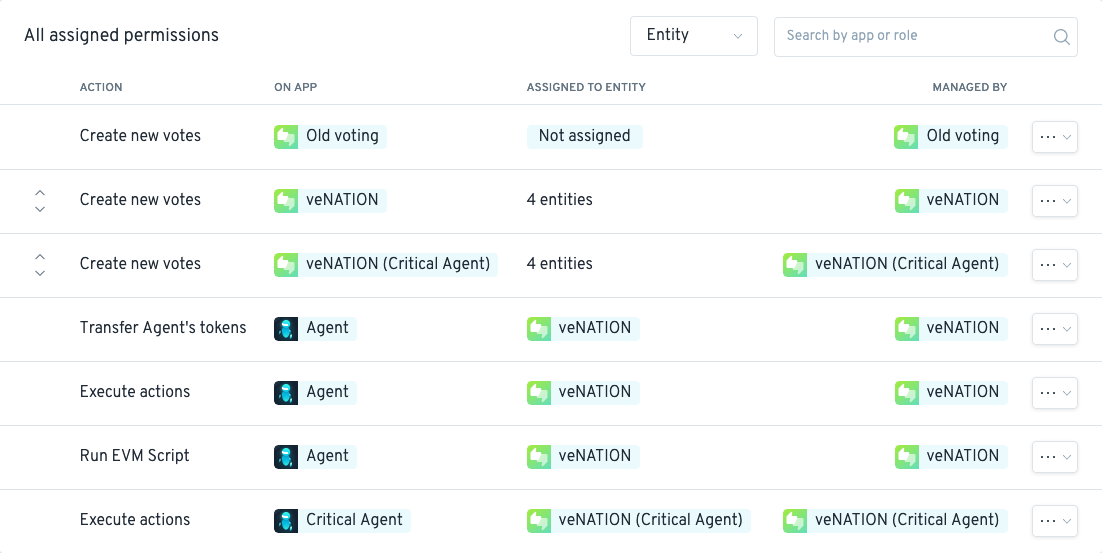 All assigned permissions Entity Search by app or role
ACTION ON APP ASSIGNED TO ENTITY MANAGED BY
Create new votes Old voting Not assigned Old voting
Create new votes veNATION 4 entities veNATION
Create new votes veNATION (Critical Agent) 4 entities veNATION (Critical Agent)
Transfer Agent's tokens Agent veNATION veNATION
Execute actions Agent veNATION veNATION
Run EVM Script Agent veNATION veNATION
Execute actions Critical Agent veNATION (Critical Agent) veNATION (Critical Agent)